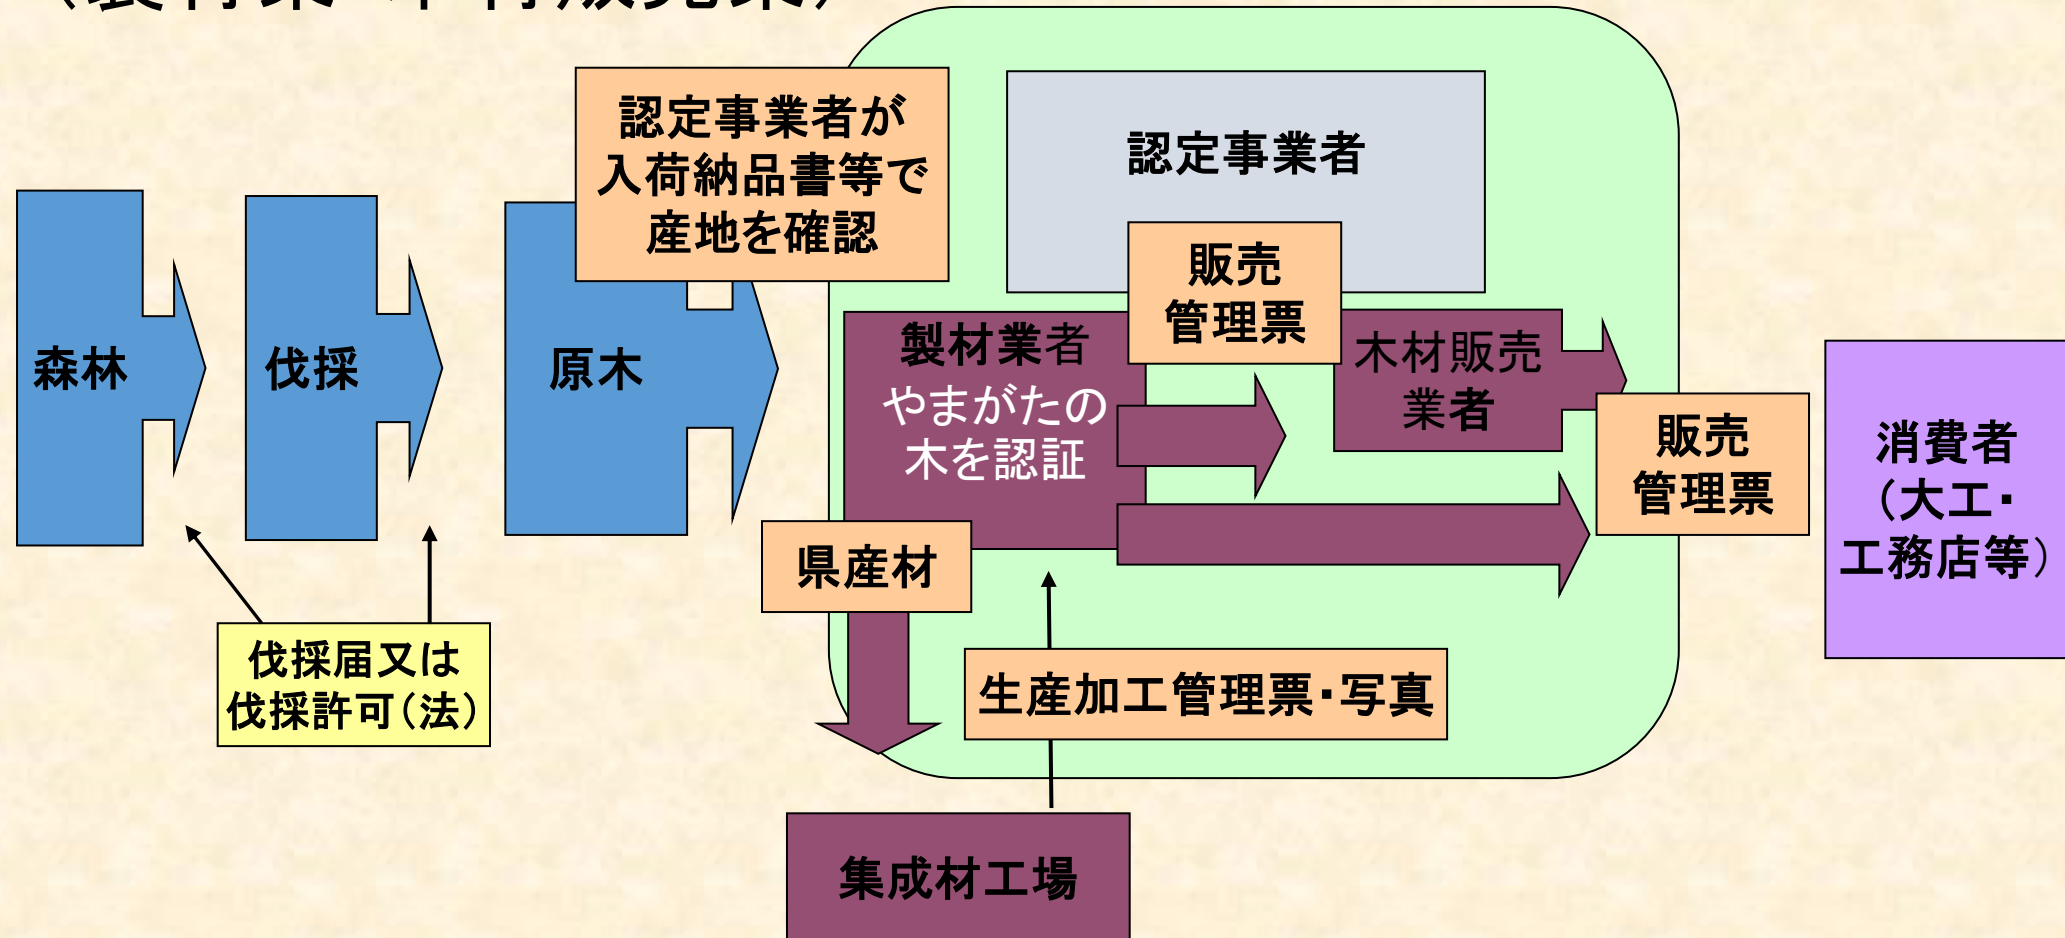 認定事業者が
入荷納品書等で
産地を確認
認定事業者
販売
管理票
森林
伐採
原木
製材業者
やまがたの
木を認証
木材販売
業者
販売
管理票
消費者
（大工・
工務店等）
県産材
伐採届又は
伐採許可（法）
生産加工管理票・写真
集成材工場